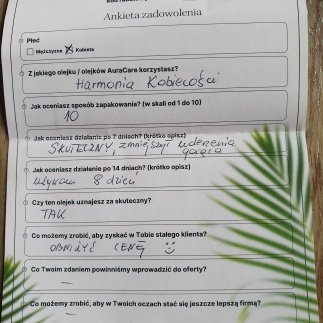 Ankieta zadowolenia
Płeć
Mężczyzna Kobieta
Z jakiego olejku / olejków AuraCare korzystasz?
Harmonia Kobiecości
Jak oceniasz sposób zapakowania? (w skali od 1 do 10)
10
Jak oceniasz działanie po 7 dniach? (krótko opisz)
SKUTECZNY, zmniejszył uderzenia
gorąca
Jak oceniasz działanie po 14 dniach? (krótko opisz)
używam 8 dzień
Czy ten olejek uznajesz za skuteczny?
TAK
Co możemy zrobić, aby zyskać w Tobie stałego klienta?
OBNIŻYĆ CENĘ
Co Twoim zdaniem powinniśmy wprowadzić do oferty?
–
Co możemy zrobić, aby w Twoich oczach stać się jeszcze lepszą firmą?
–